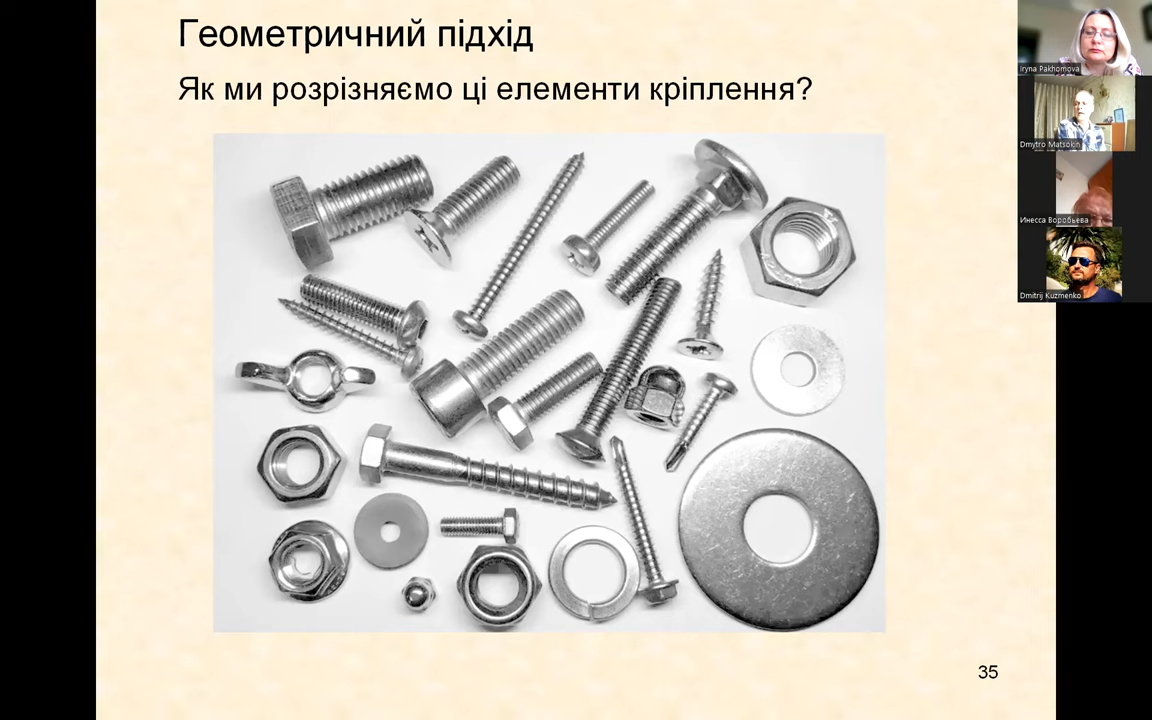 Геометричний підхід
Як ми розрізняємо ці елементи кріплення?
Iryna Pakhomova
Dmytro Matsokin
Инесса Воробьева
Dmitrij Kuzmenko
35